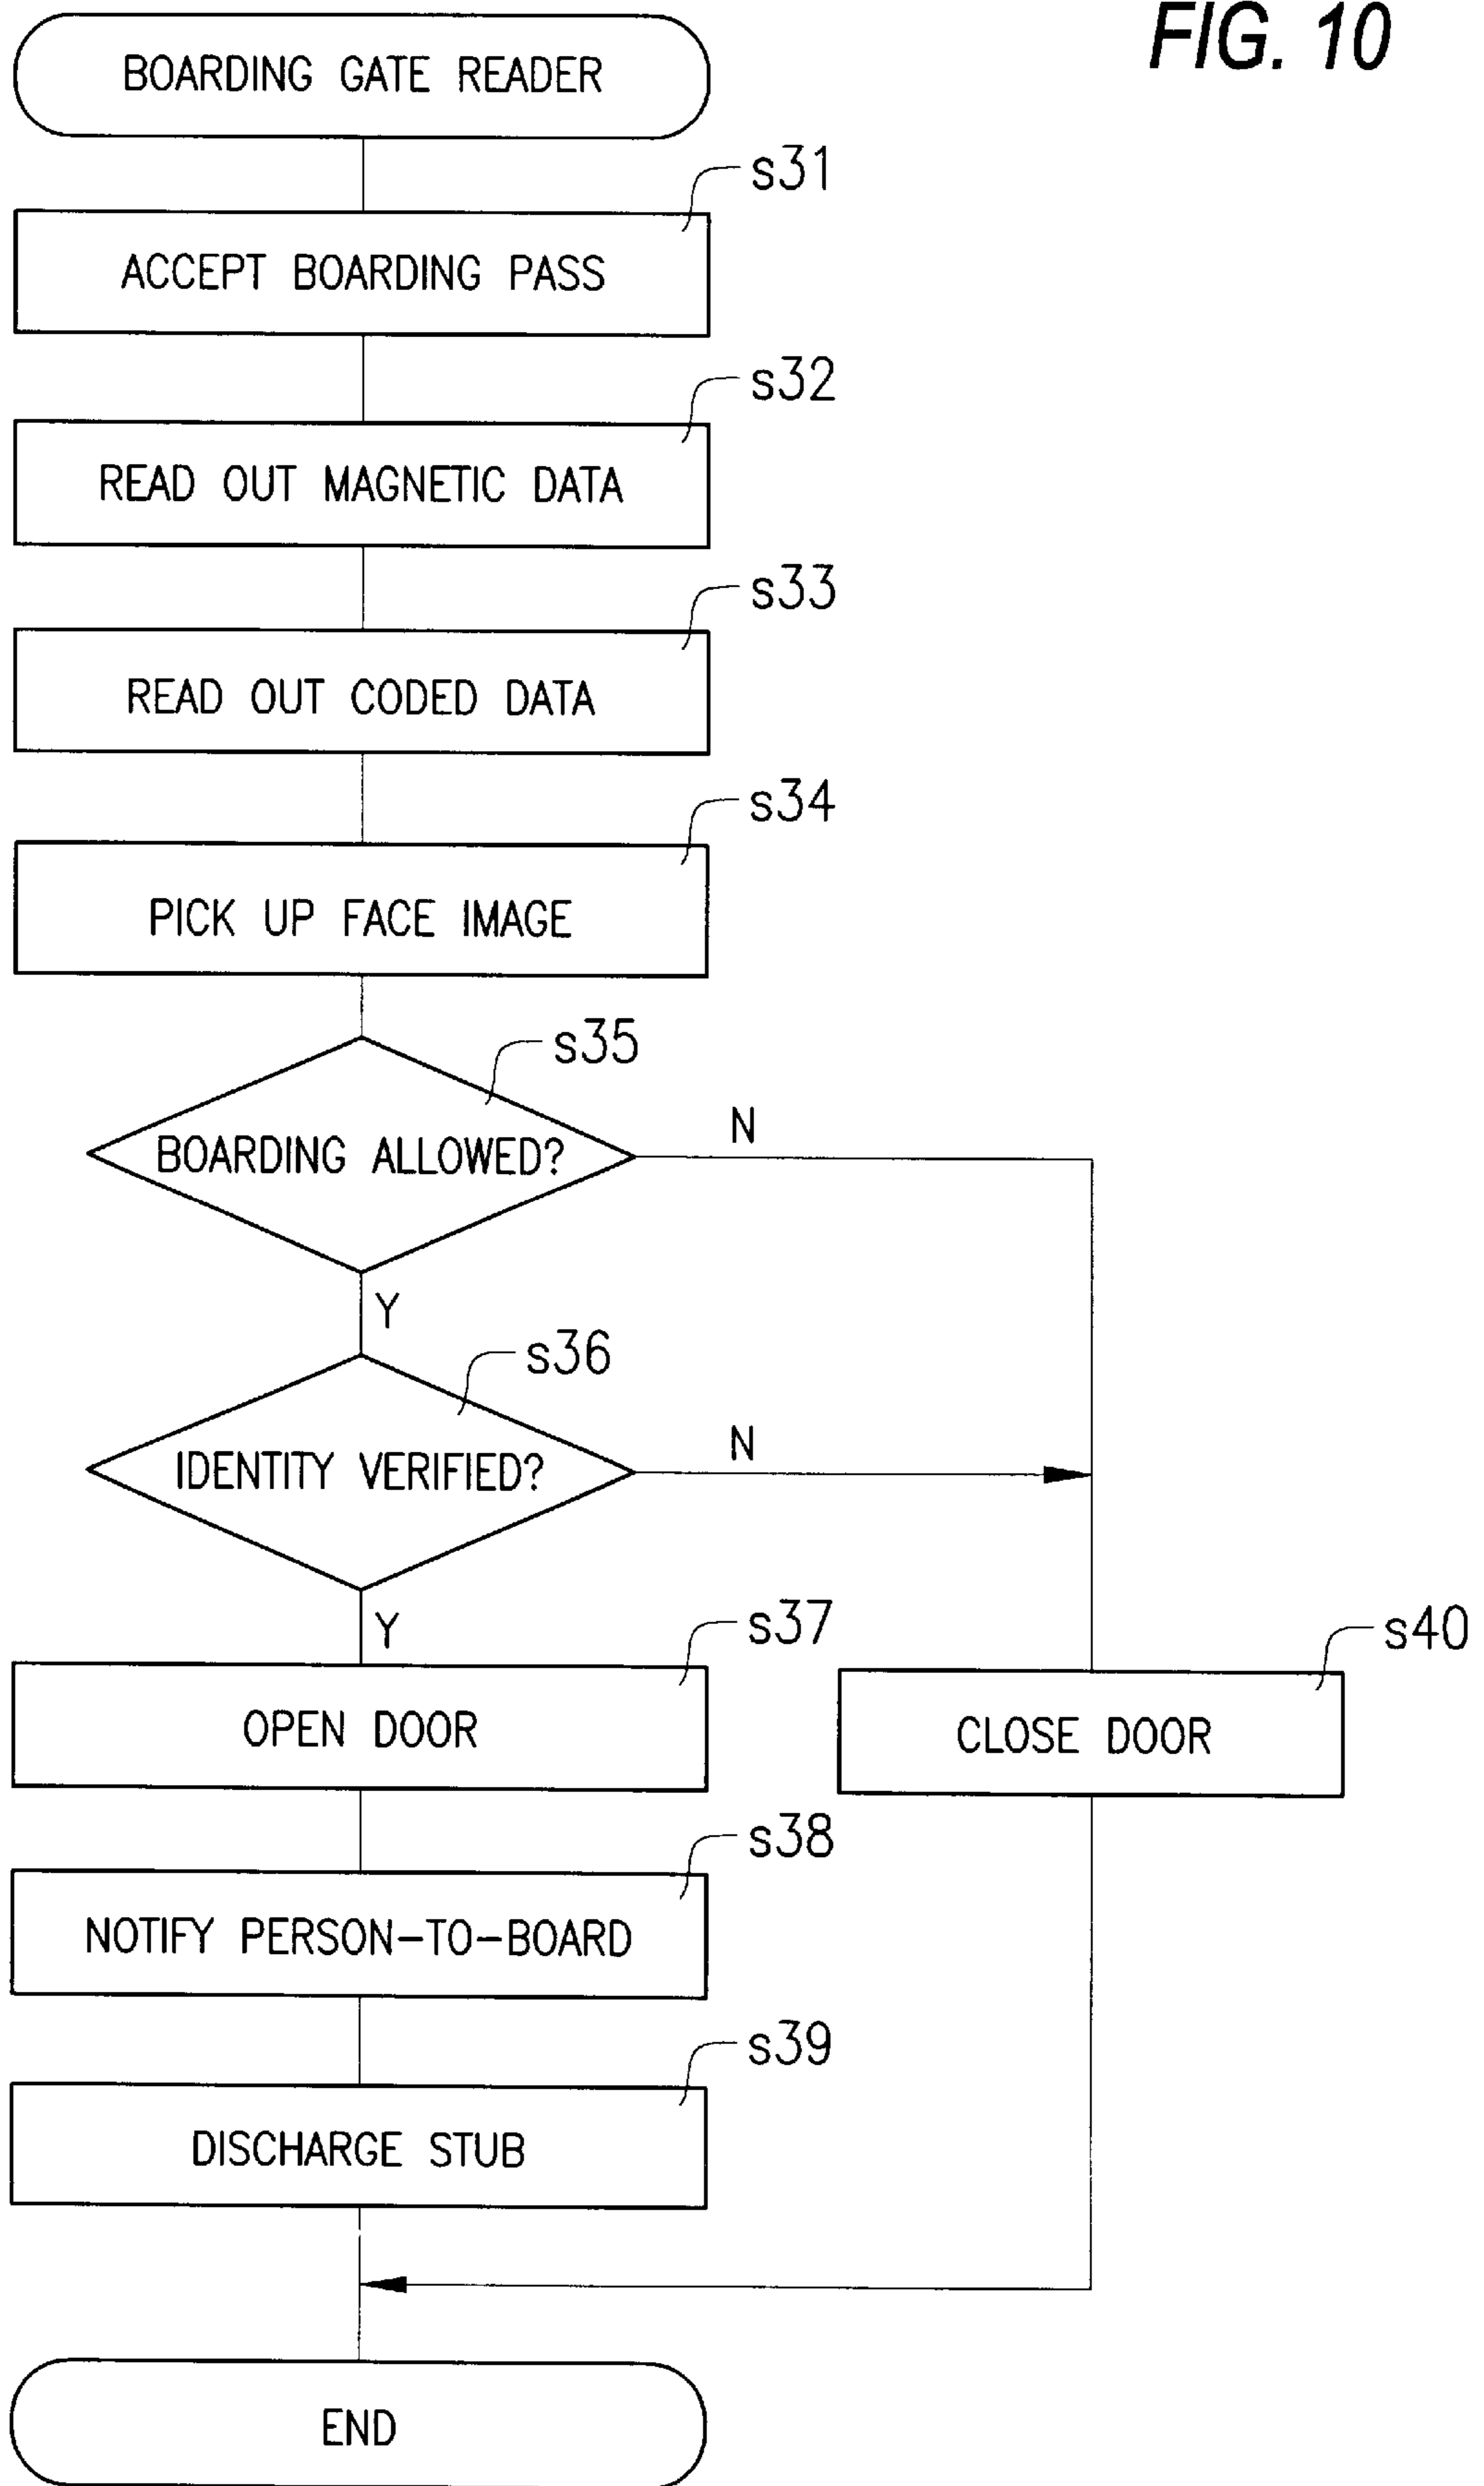 FIG. 10
BOARDING GATE READER
s31
ACCEPT BOARDING PASS
s32
READ OUT MAGNETIC DATA
s33
READ OUT CODED DATA
s34
PICK UP FACE IMAGE
s35
BOARDING ALLOWED?
N
Y
s36
IDENTITY VERIFIED?
N
Y
s37
OPEN DOOR
s40
CLOSE DOOR
s38
NOTIFY PERSON-TO-BOARD
s39
DISCHARGE STUB
END